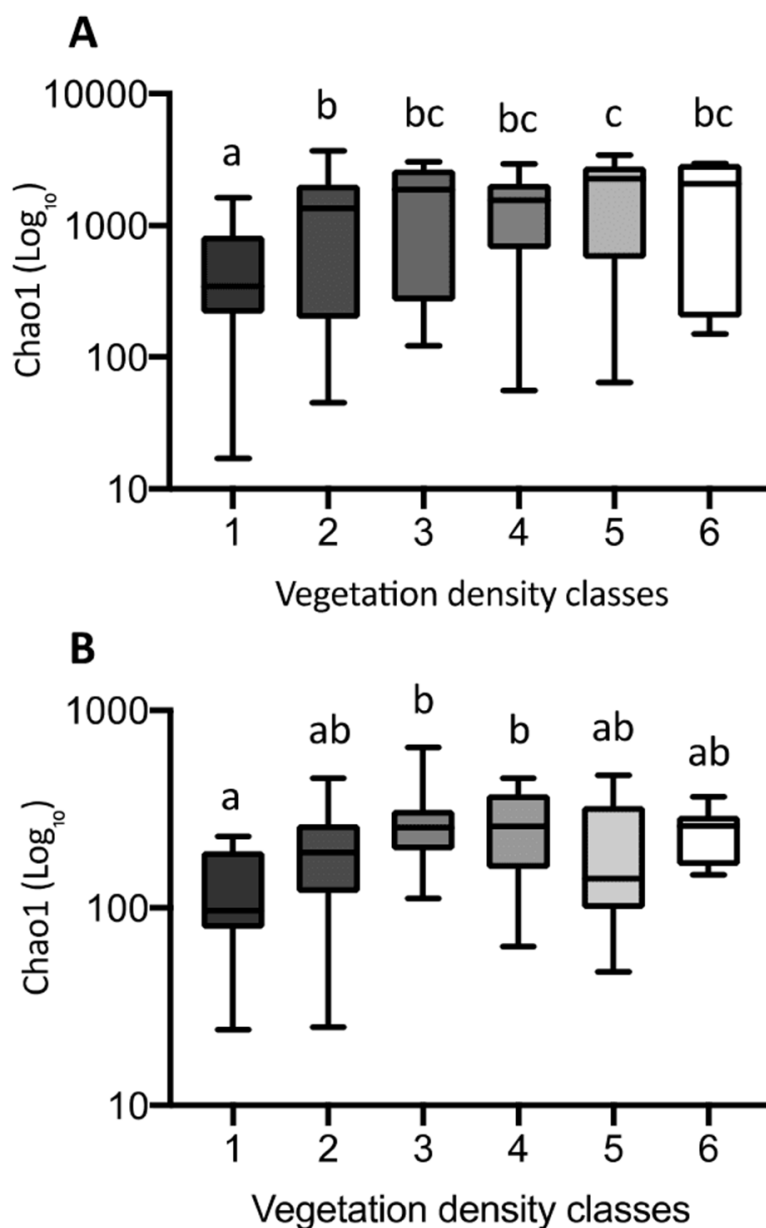 A
10000
1000
100
10
Chao1 (Log₁₀)
a b bc bc c bc
1 2 3 4 5 6
Vegetation density classes
B
1000
100
10
Chao1 (Log₁₀)
a ab b b ab ab
1 2 3 4 5 6
Vegetation density classes